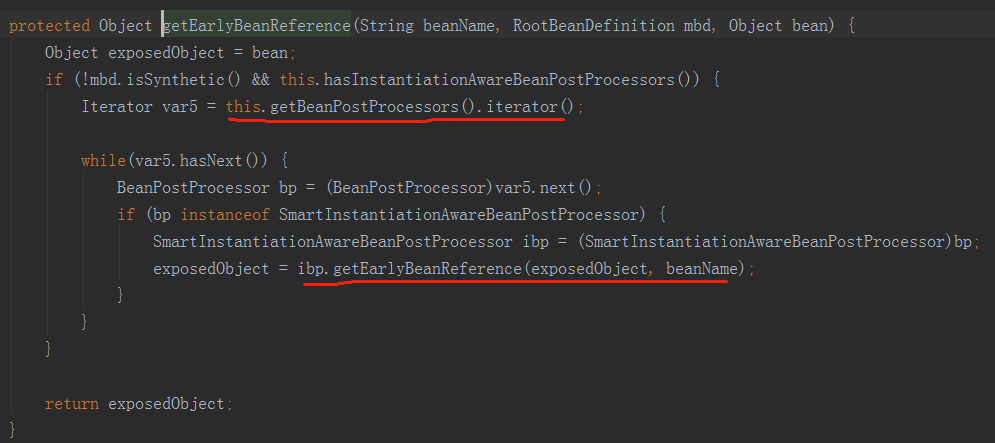 protected Object getEarlyBeanReference(String beanName, RootBeanDefinition mbd, Object bean) {
    Object exposedObject = bean;
    if (!mbd.isSynthetic() && this.hasInstantiationAwareBeanPostProcessors()) {
        Iterator var5 = this.getBeanPostProcessors().iterator();

        while(var5.hasNext()) {
            BeanPostProcessor bp = (BeanPostProcessor)var5.next();
            if (bp instanceof SmartInstantiationAwareBeanPostProcessor) {
                SmartInstantiationAwareBeanPostProcessor ibp = (SmartInstantiationAwareBeanPostProcessor)bp;
                exposedObject = ibp.getEarlyBeanReference(exposedObject, beanName);
            }
        }
    }

    return exposedObject;
}